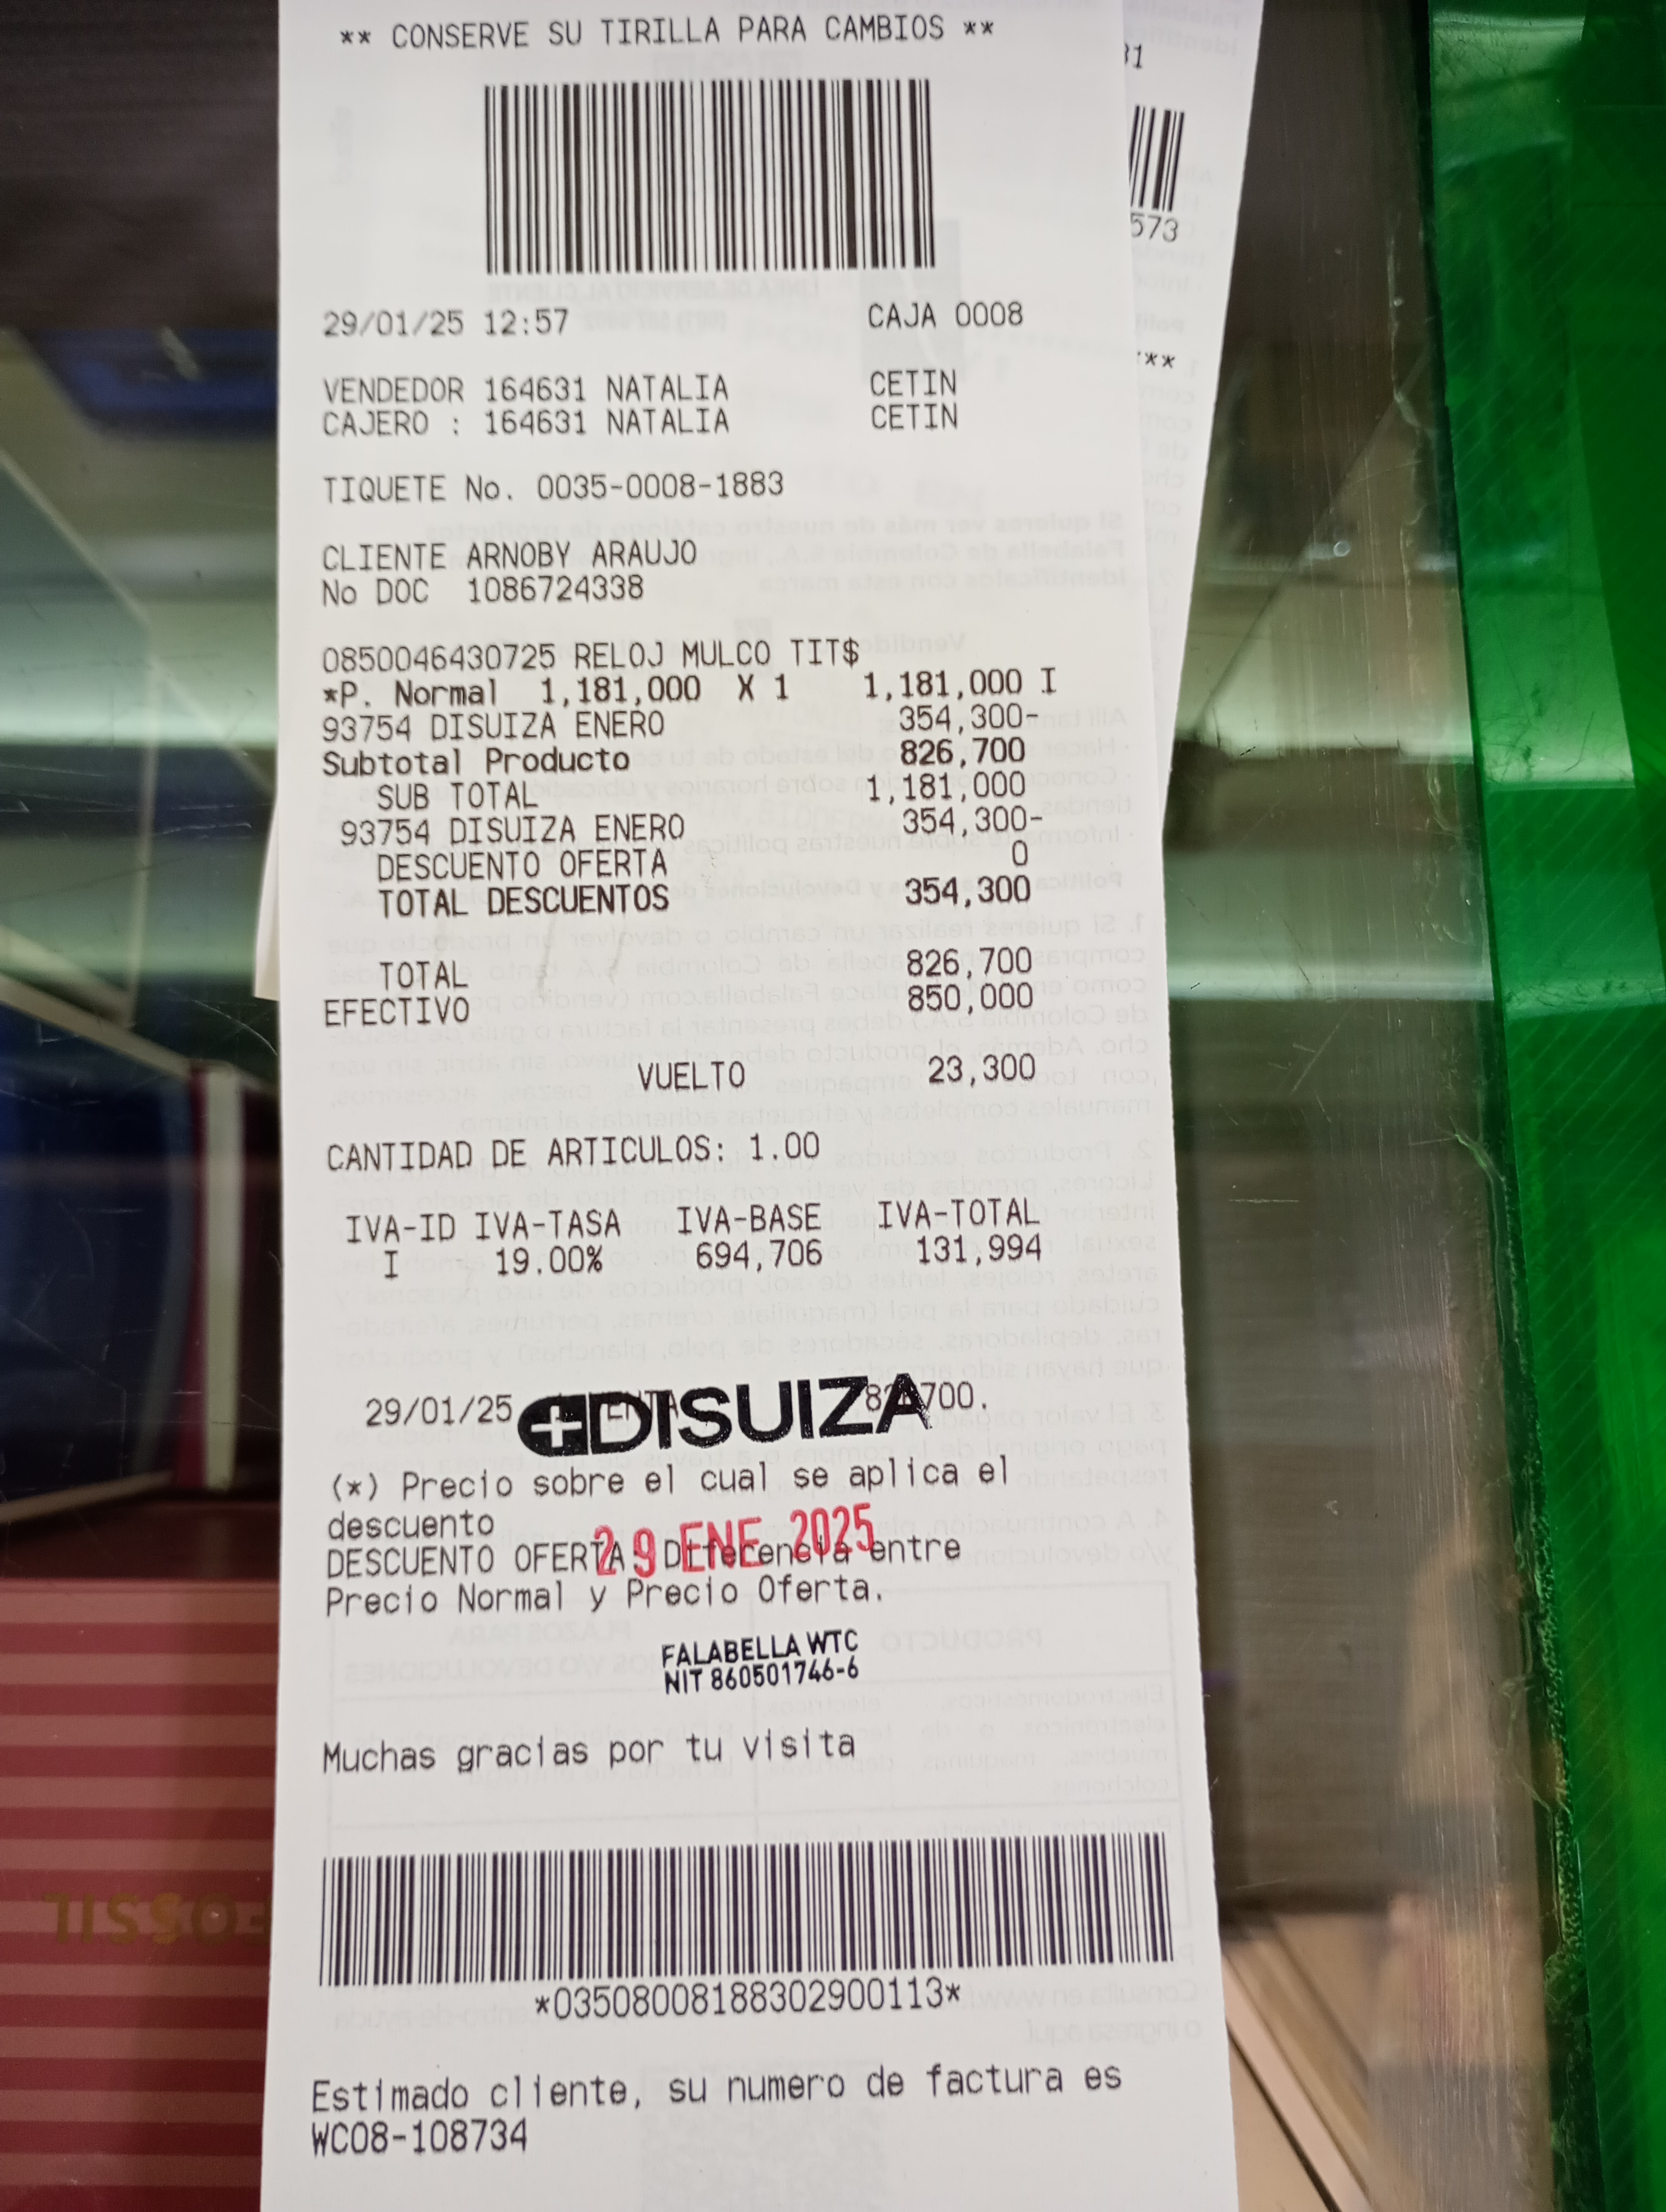 ** CONSERVE SU TIRILLA PARA CAMBIOS **
31
573
***
29/01/25 12:57 CAJA 0008
VENDEDOR 164631 NATALIA CETIN
CAJERO : 164631 NATALIA CETIN
TIQUETE No. 0035-0008-1883
CLIENTE ARNOBY ARAUJO
No DOC 1086724338
0850046430725 RELOJ MULCO TIT$
*P. Normal 1,181,000 X 1 1,181,000 I
93754 DISUIZA ENERO 354,300-
Subtotal Producto 826,700
SUB TOTAL 1,181,000
93754 DISUIZA ENERO 354,300-
DESCUENTO OFERTA 0
TOTAL DESCUENTOS 354,300
TOTAL 826,700
EFECTIVO 850,000
VUELTO 23,300
CANTIDAD DE ARTICULOS: 1.00
IVA-ID IVA-TASA IVA-BASE IVA-TOTAL
I 19.00% 694,706 131,994
29/01/25
DISUIZA
(*) Precio sobre el cual se aplica el
descuento
29 ENE 2025
DESCUENTO OFERTA: Diferencia entre
Precio Normal y Precio Oferta.
FALABELLA WTC
NIT 860501746-6
Muchas gracias por tu visita
*03508008188302900113*
FOSSIL
Estimado cliente, su numero de factura es
WC08-108734